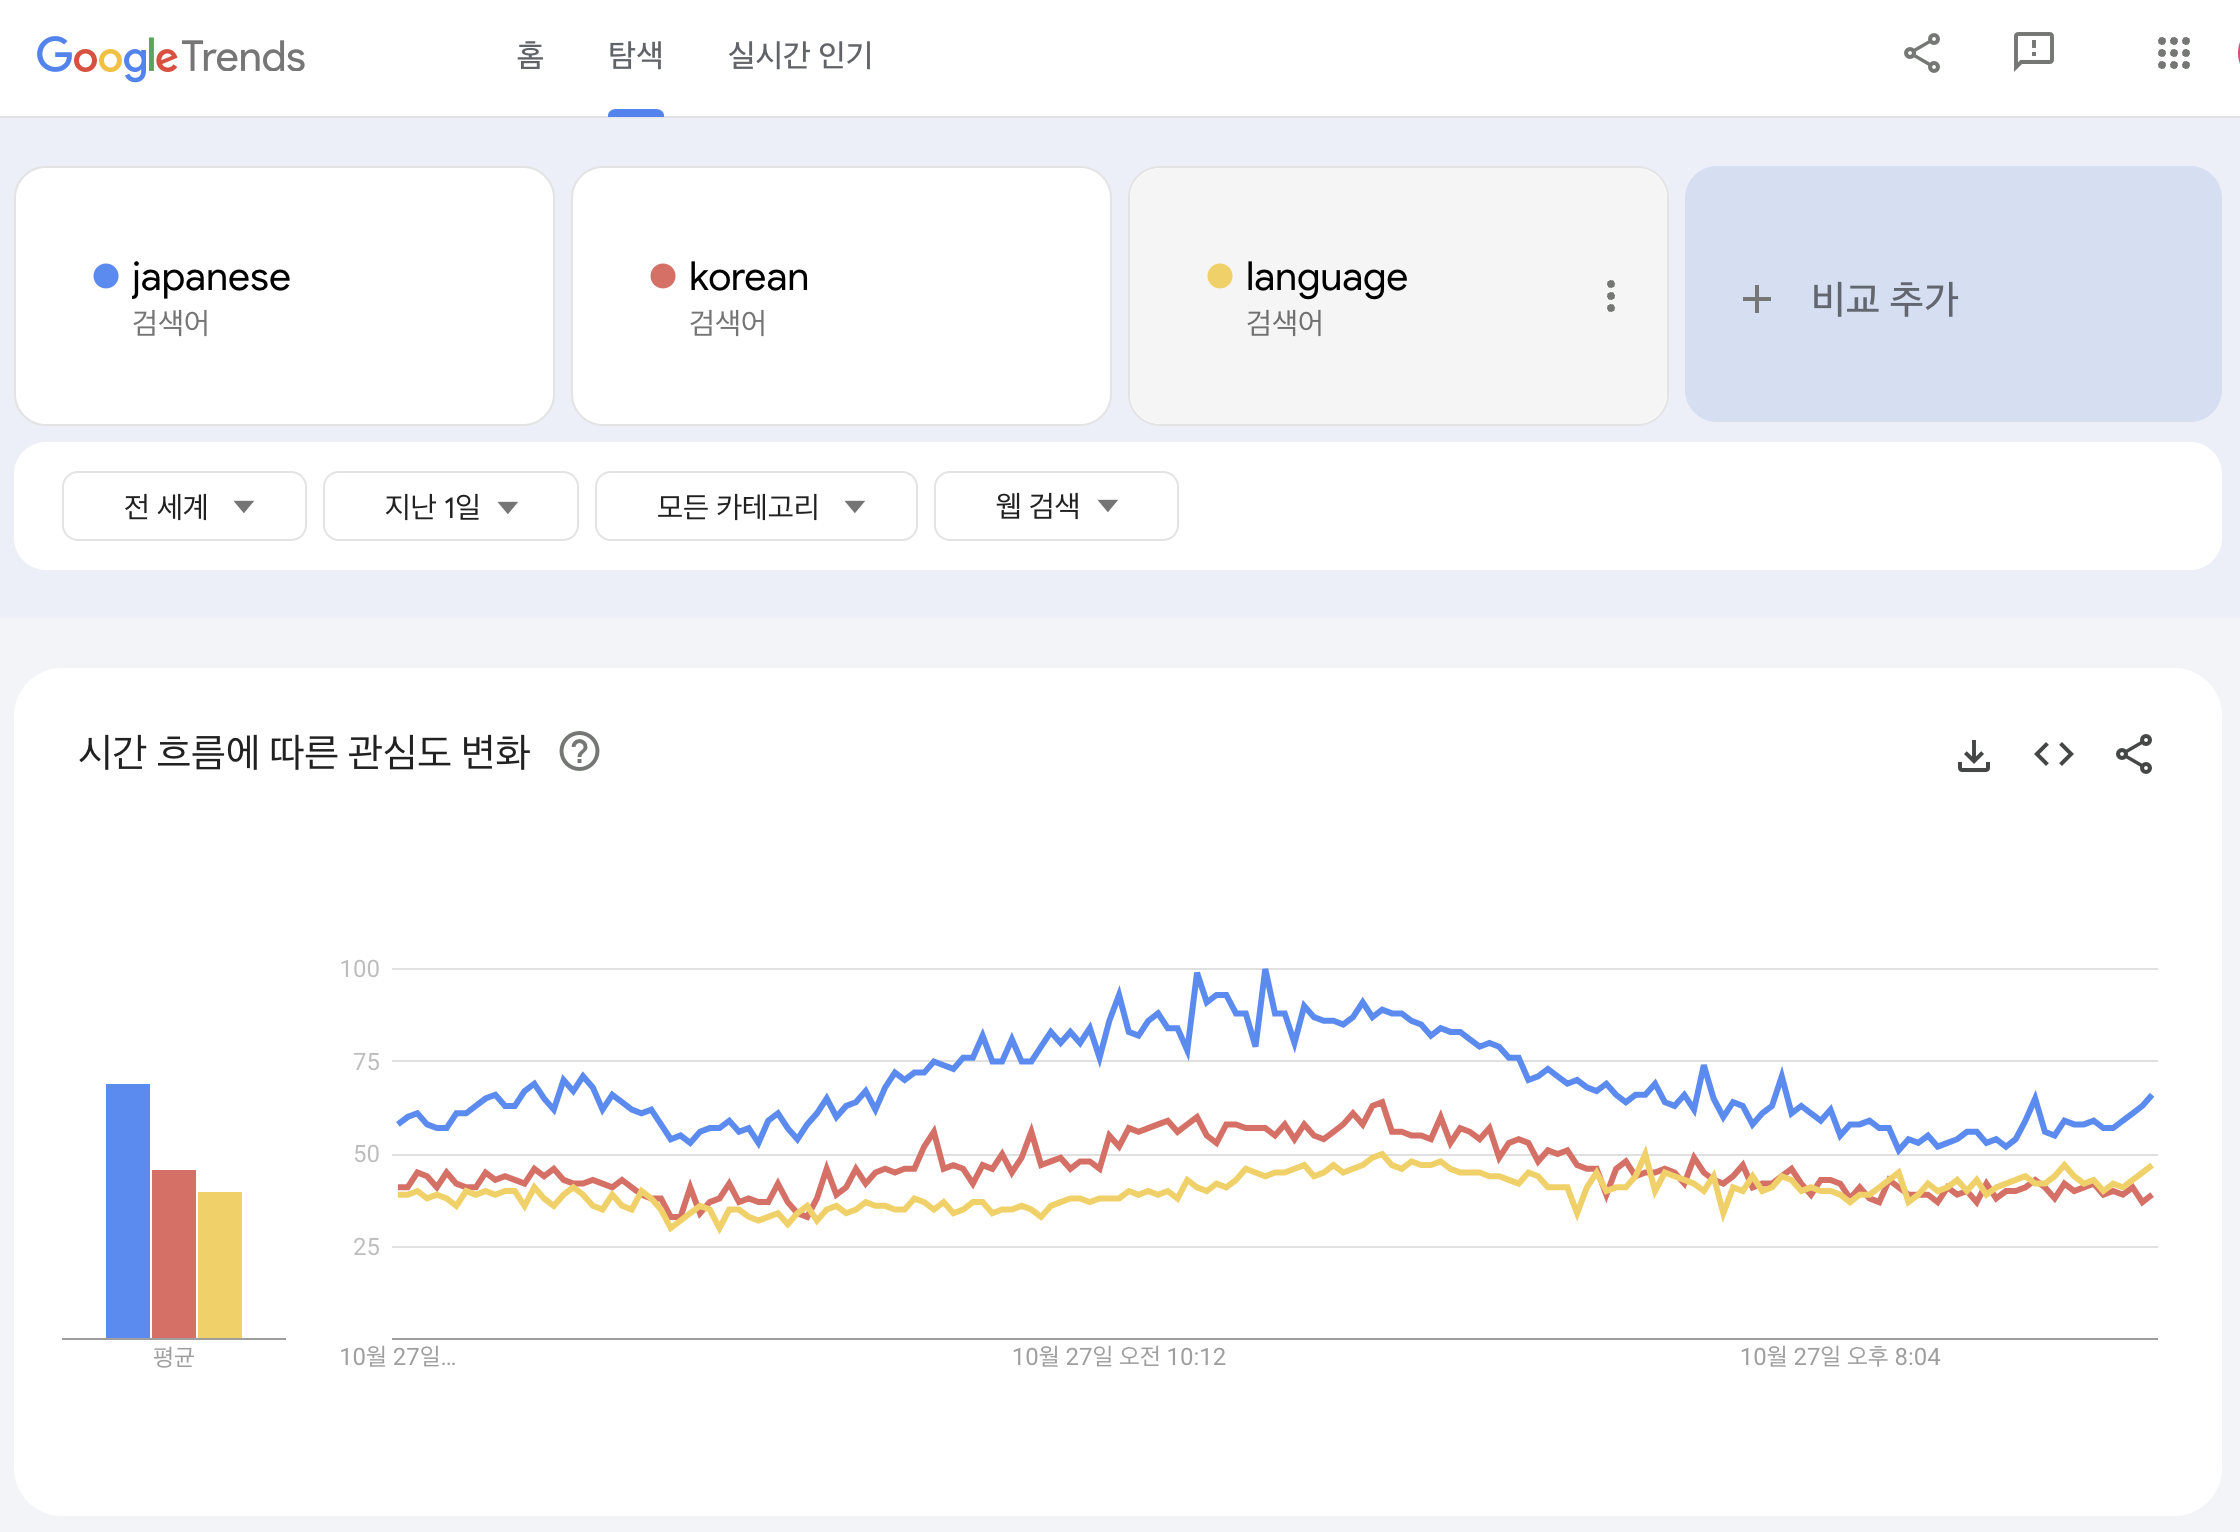 Google Trends
홈 탐색 실시간 인기
japanese
검색어
korean
검색어
language
검색어
+ 비교 추가
전 세계
지난 1일
모든 카테고리
웹 검색
시간 흐름에 따른 관심도 변화
100
75
50
25
평균
10월 27일...
10월 27일 오전 10:12
10월 27일 오후 8:04